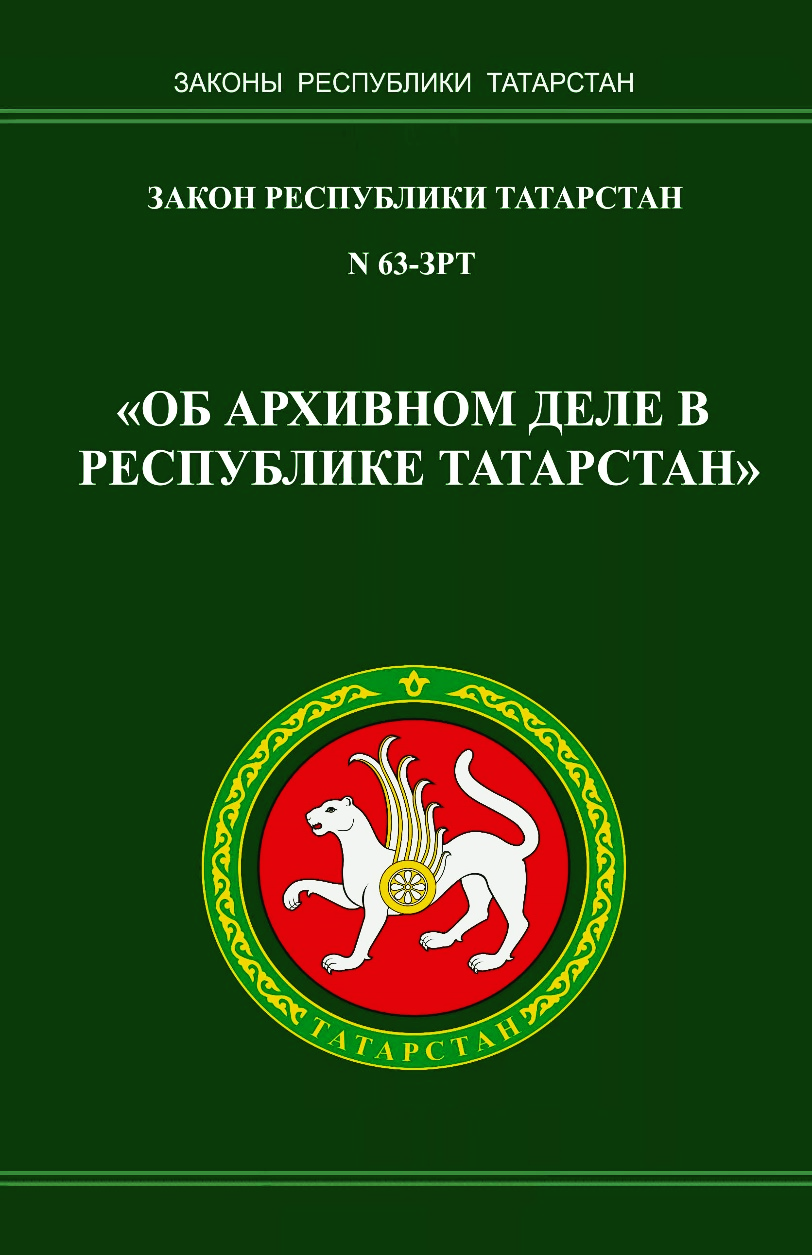 ЗАКОНЫ РЕСПУБЛИКИ ТАТАРСТАН
ЗАКОН РЕСПУБЛИКИ ТАТАРСТАН
N 63-ЗРТ
«ОБ АРХИВНОМ ДЕЛЕ В
РЕСПУБЛИКЕ ТАТАРСТАН»
ТАТАРСТАН